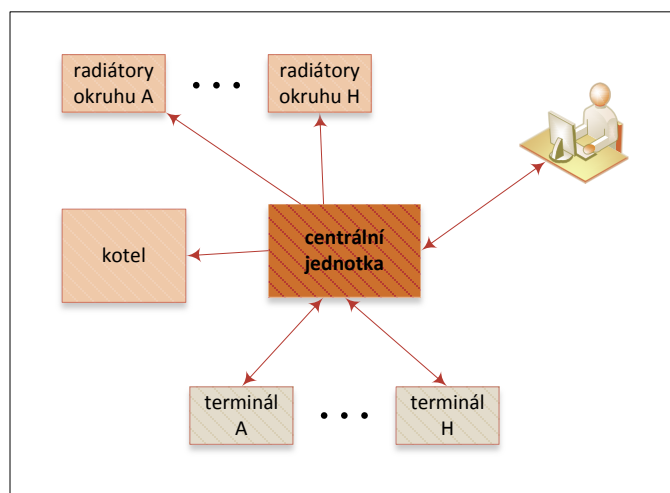 radiátory
okruhu A
• • •
radiátory
okruhu H
kotel
centrální
jednotka
terminál
A
• • •
terminál
H